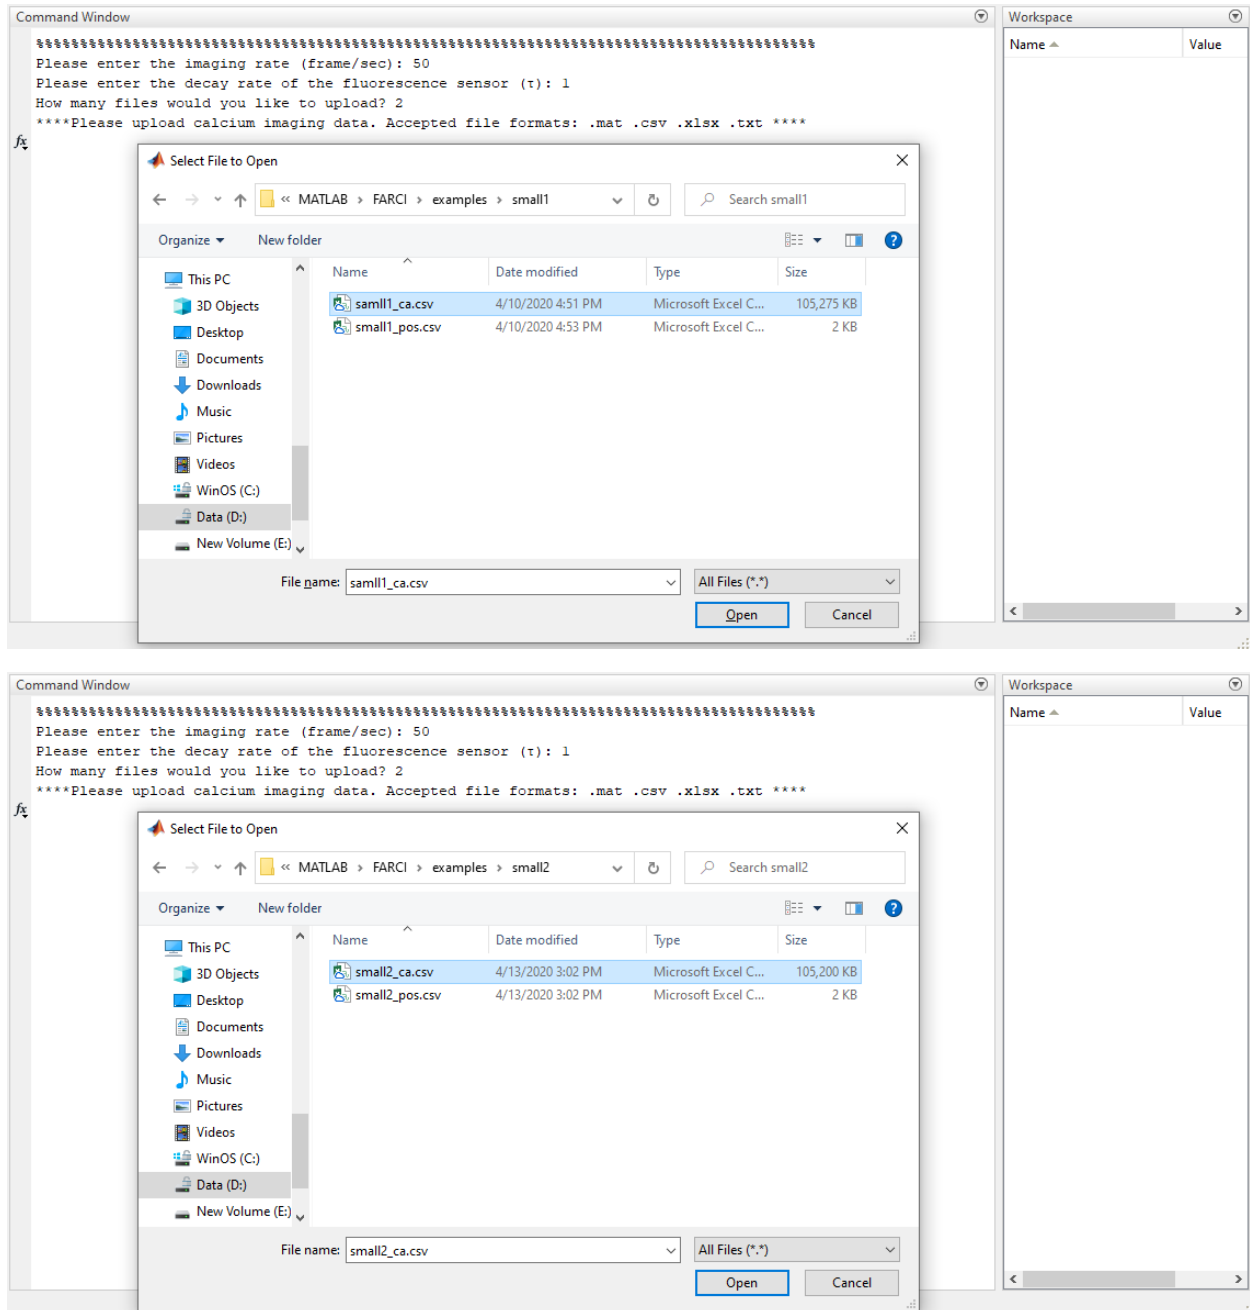 Command Window
Workspace
%%%%%%%%%%%%%%%%%%%%%%%%%%%%%%%%%%%%%%%%%%%%%%%%%%%%%%%%%%%%%%%%%%%%%%%%%%%%%%%%%%%%%%%%%%%
Name Value
Please enter the imaging rate (frame/sec): 50
Please enter the decay rate of the fluorescence sensor (τ): 1
How many files would you like to upload? 2
****Please upload calcium imaging data. Accepted file formats: .mat .csv .xlsx .txt ****
fx
Select File to Open
« MATLAB › FARCI › examples › small1
Search small1
Organize New folder
Name Date modified Type Size
This PC
3D Objects
Desktop
Documents
Downloads
Music
Pictures
Videos
WinOS (C:)
Data (D:)
New Volume (E:)
samll1_ca.csv 4/10/2020 4:51 PM Microsoft Excel C... 105,275 KB
small1_pos.csv 4/10/2020 4:53 PM Microsoft Excel C... 2 KB
File name: samll1_ca.csv All Files (*.*)
Open Cancel
Command Window
Workspace
%%%%%%%%%%%%%%%%%%%%%%%%%%%%%%%%%%%%%%%%%%%%%%%%%%%%%%%%%%%%%%%%%%%%%%%%%%%%%%%%%%%%%%%%%%%
Name Value
Please enter the imaging rate (frame/sec): 50
Please enter the decay rate of the fluorescence sensor (τ): 1
How many files would you like to upload? 2
****Please upload calcium imaging data. Accepted file formats: .mat .csv .xlsx .txt ****
fx
Select File to Open
« MATLAB › FARCI › examples › small2
Search small2
Organize New folder
Name Date modified Type Size
This PC
3D Objects
Desktop
Documents
Downloads
Music
Pictures
Videos
WinOS (C:)
Data (D:)
New Volume (E:)
small2_ca.csv 4/13/2020 3:02 PM Microsoft Excel C... 105,200 KB
small2_pos.csv 4/13/2020 3:02 PM Microsoft Excel C... 2 KB
File name: small2_ca.csv All Files (*.*)
Open Cancel